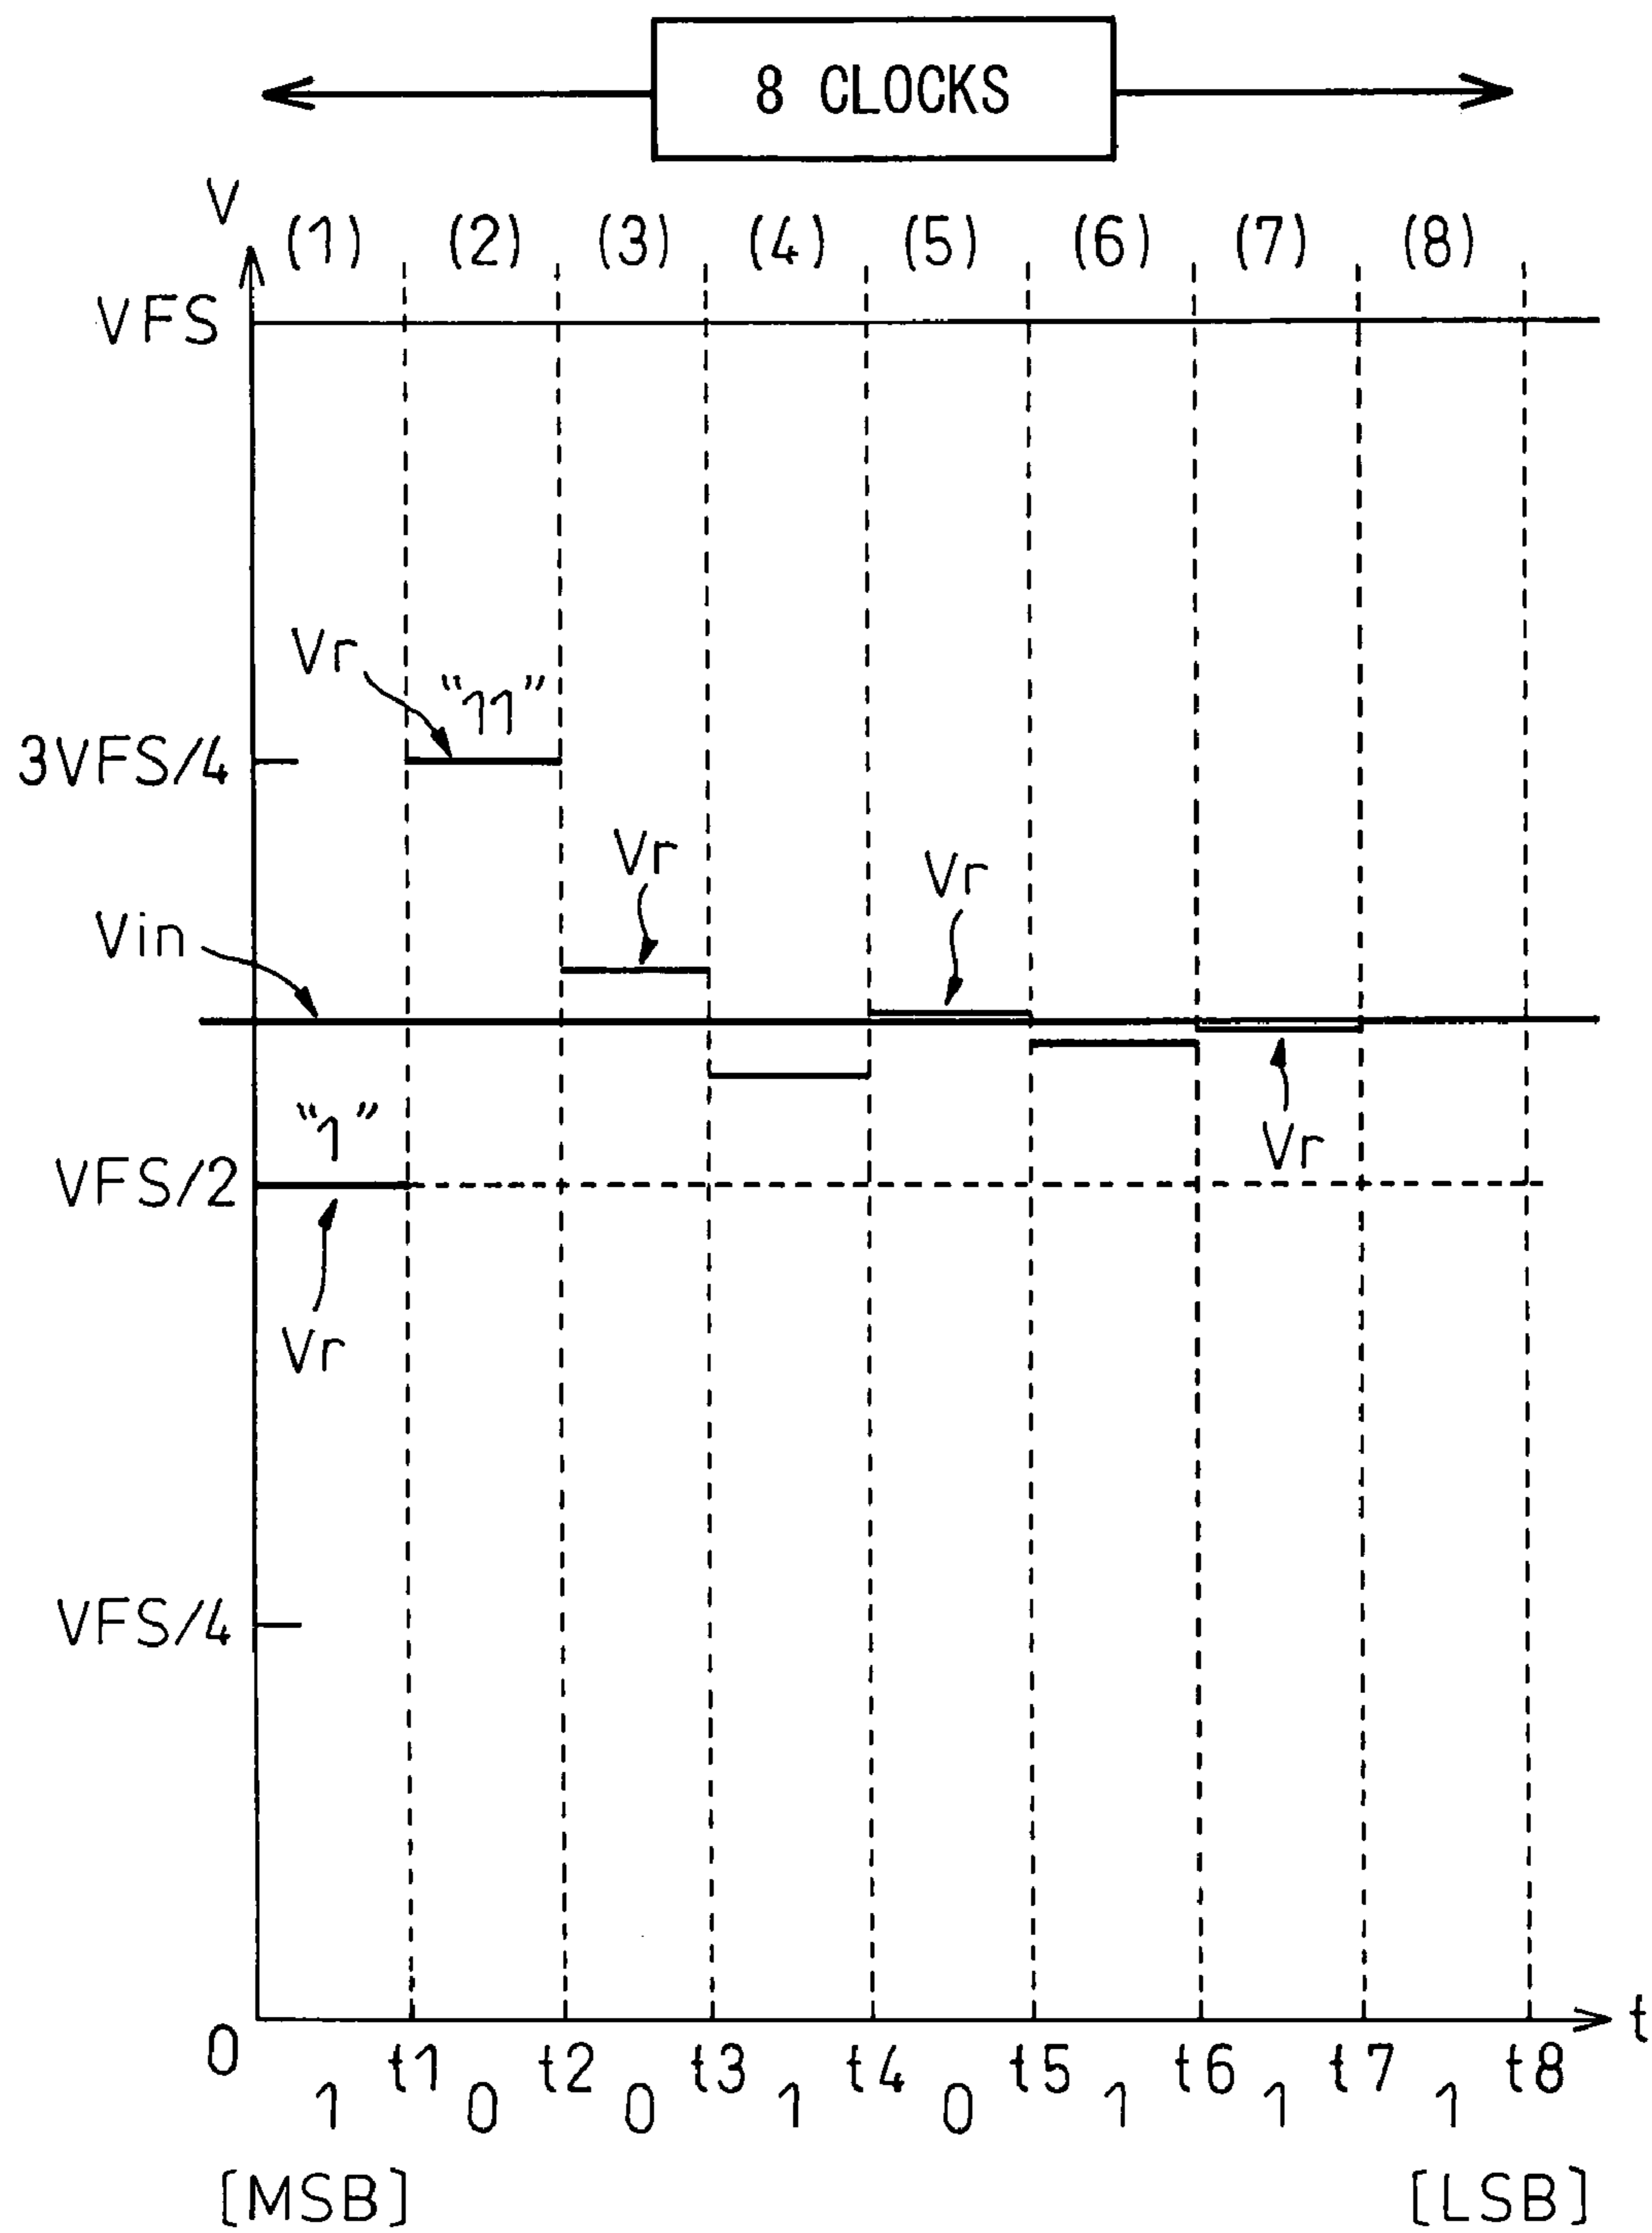 8 CLOCKS
V
(1) (2) (3) (4) (5) (6) (7) (8)
VFS
Vr
"11"
3VFS/4
Vr
Vr
Vin
"1"
Vr
VFS/2
Vr
VFS/4
t
0 t1 t2 t3 t4 t5 t6 t7 t8
1 0 0 1 0 1 1 1
[MSB] [LSB]